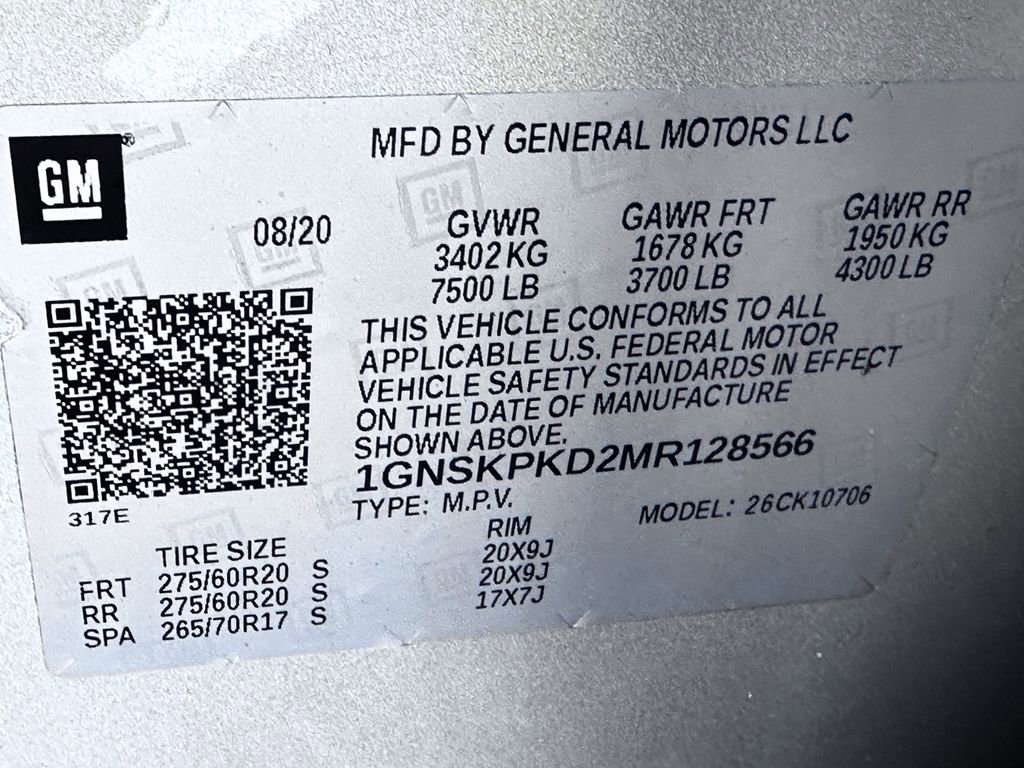 GM
MFD BY GENERAL MOTORS LLC
08/20
GVWR GAWR FRT GAWR RR
3402 KG 1678 KG 1950 KG
7500 LB 3700 LB 4300 LB
THIS VEHICLE CONFORMS TO ALL
APPLICABLE U.S. FEDERAL MOTOR
VEHICLE SAFETY STANDARDS IN EFFECT
ON THE DATE OF MANUFACTURE
SHOWN ABOVE.
1GNSKPKD2MR128566
317E
TYPE: M.P.V. MODEL: 26CK10706
TIRE SIZE RIM
FRT 275/60R20 S 20X9J
RR 275/60R20 S 20X9J
SPA 265/70R17 S 17X7J